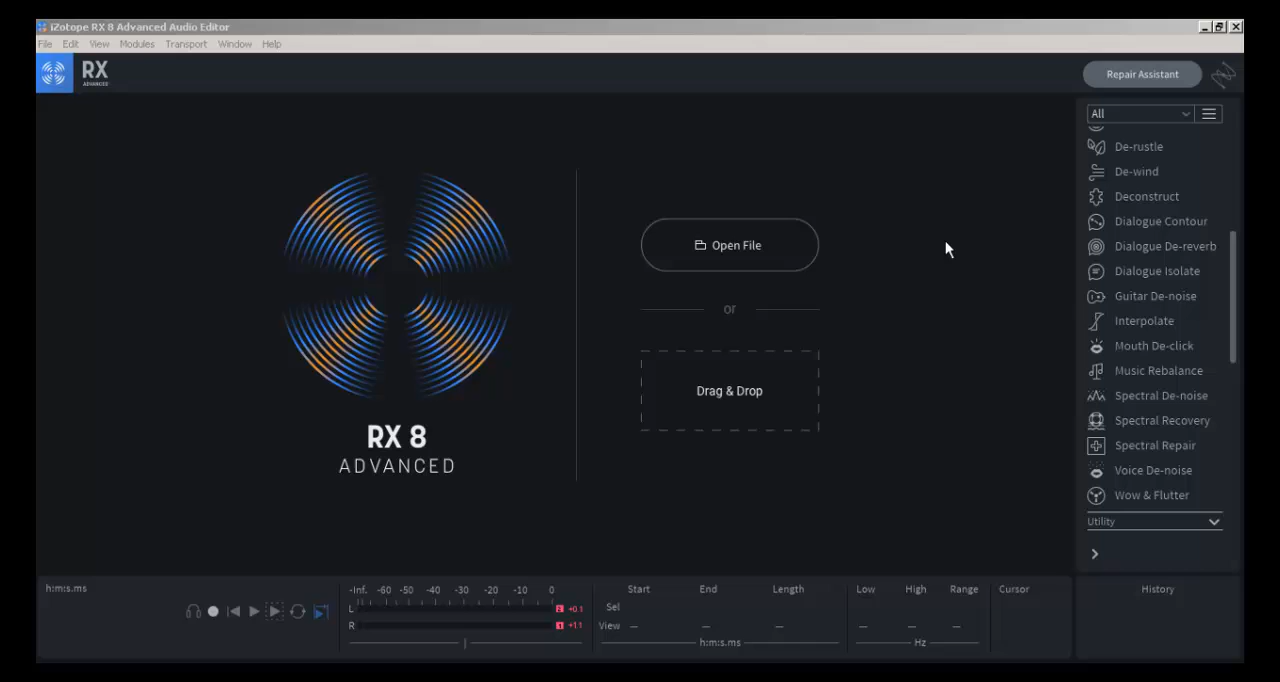 iZotope RX 8 Advanced Audio Editor
File Edit View Modules Transport Window Help
RX
ADVANCED
Repair Assistant
All
De-rustle
De-wind
Deconstruct
Dialogue Contour
Dialogue De-reverb
Dialogue Isolate
Guitar De-noise
Interpolate
Mouth De-click
Music Rebalance
Spectral De-noise
Spectral Recovery
Spectral Repair
Voice De-noise
Wow & Flutter
Utility
Open File
or
Drag & Drop
RX 8
ADVANCED
h:m:s.ms
-Inf. -60 -50 -40 -30 -20 -10 0
L +0.1
R +1.1
Start End Length
Sel
View — — —
h:m:s.ms
Low High Range
— — —
Hz
Cursor
History